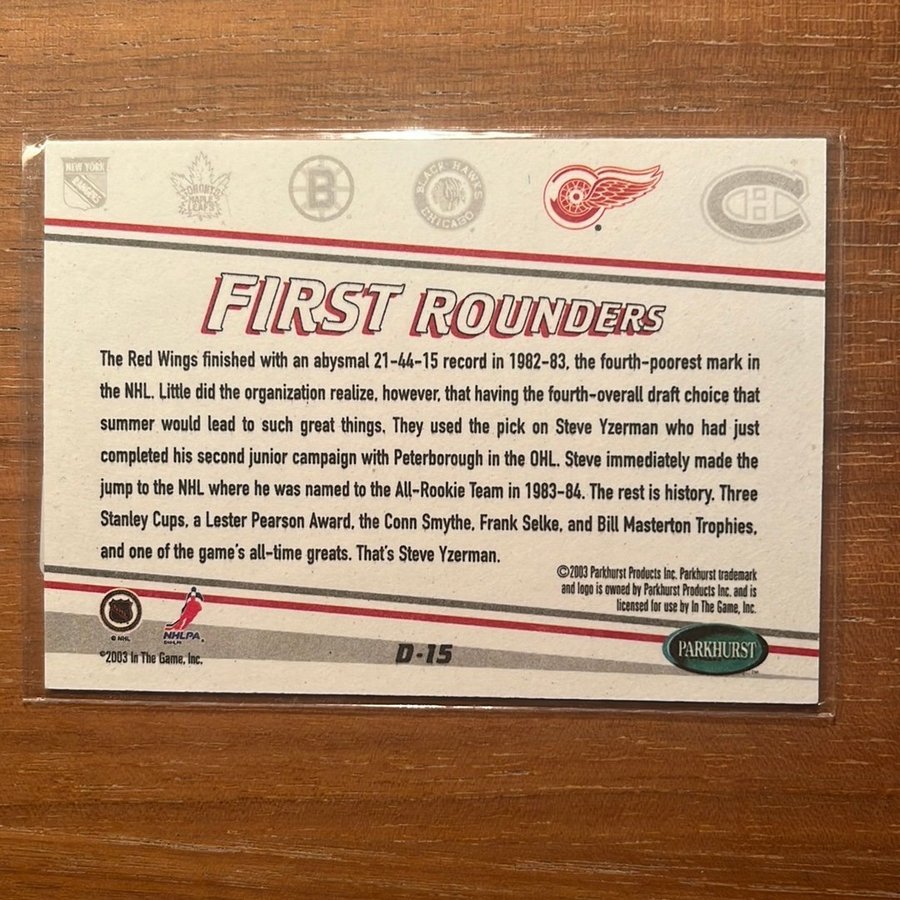 NEW YORK
RANGERS
TORONTO
MAPLE
LEAFS
B
BLACK HAWKS
CHICAGO
CH
FIRST ROUNDERS
The Red Wings finished with an abysmal 21-44-15 record in 1982-83, the fourth-poorest mark in
the NHL. Little did the organization realize, however, that having the fourth-overall draft choice that
summer would lead to such great things. They used the pick on Steve Yzerman who had just
completed his second junior campaign with Peterborough in the OHL. Steve immediately made the
jump to the NHL where he was named to the All-Rookie Team in 1983-84. The rest is history. Three
Stanley Cups, a Lester Pearson Award, the Conn Smythe, Frank Selke, and Bill Masterton Trophies,
and one of the game's all-time greats. That's Steve Yzerman.
©2003 Parkhurst Products Inc. Parkhurst trademark
and logo is owned by Parkhurst Products Inc. and is
licensed for use by In The Game, Inc.
NHL
© NHL
NHLPA
©2003 In The Game, Inc.
D-15
PARKHURST